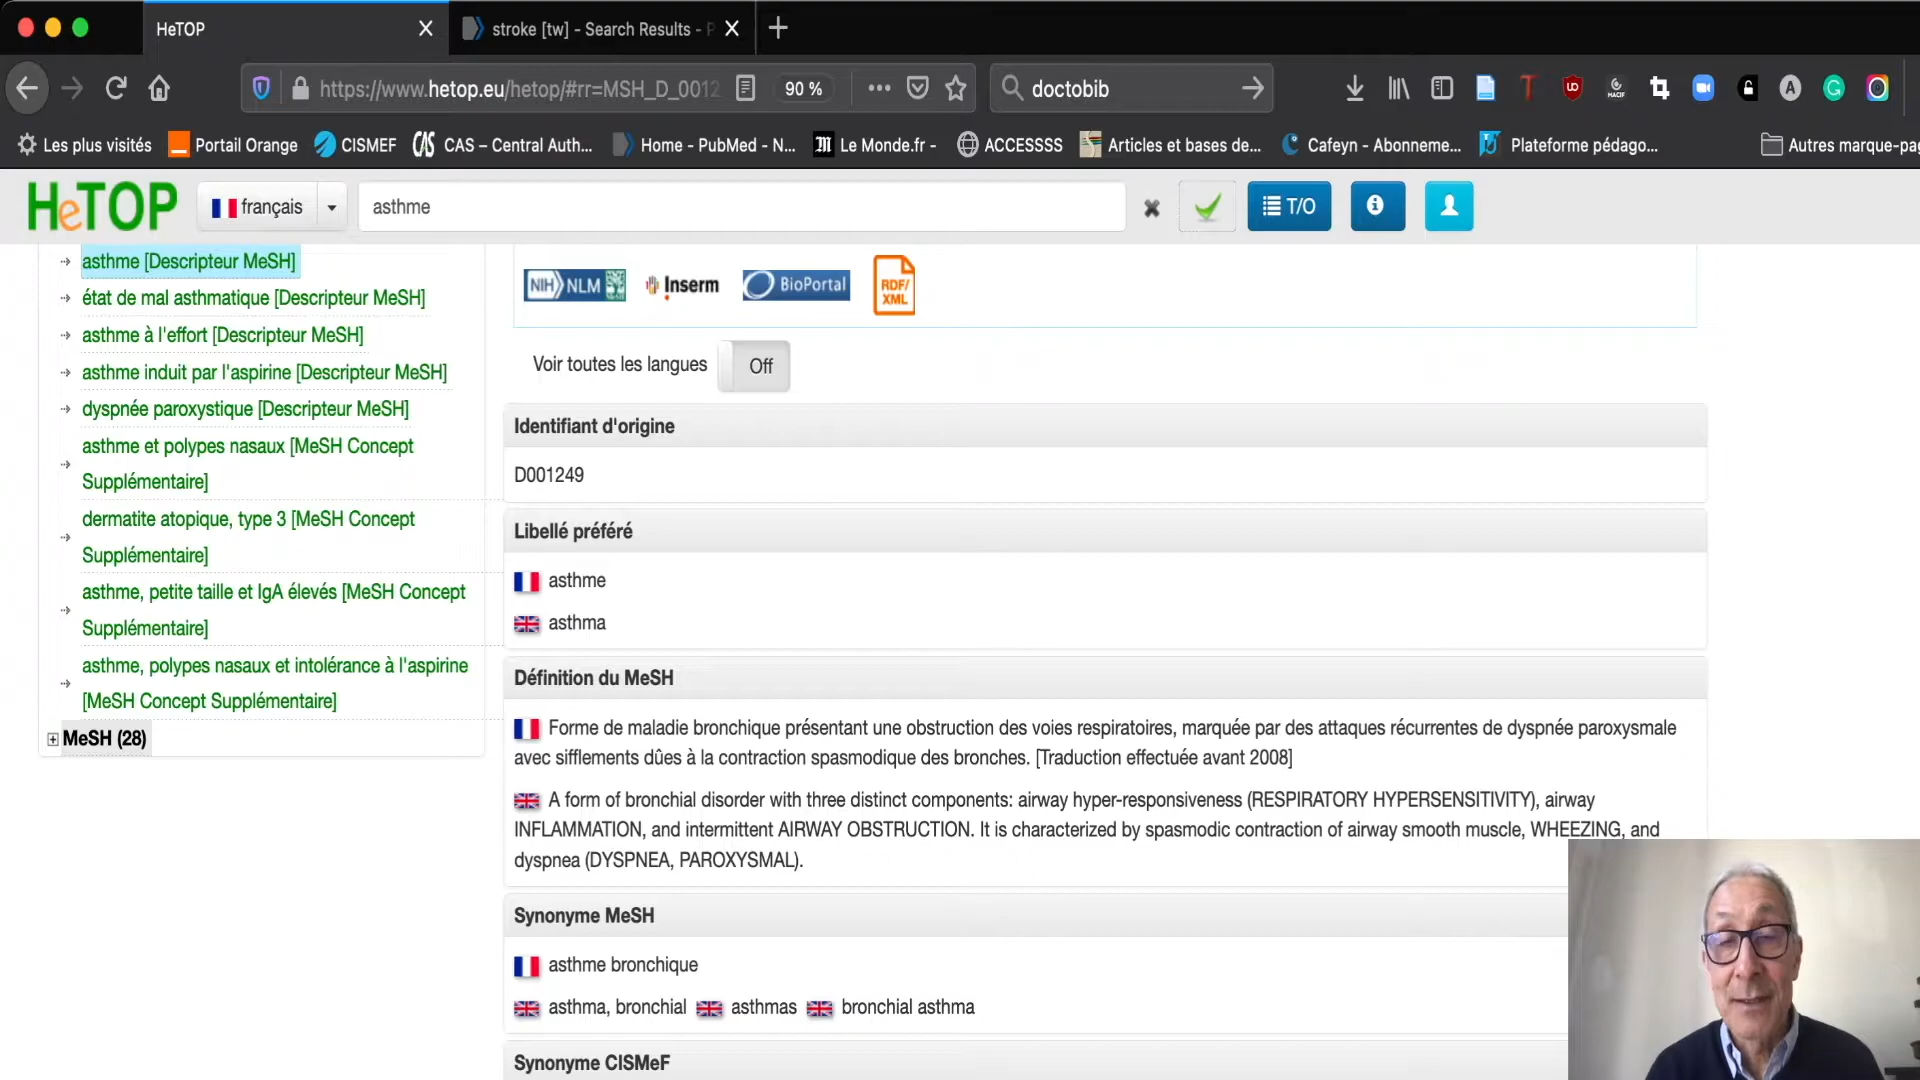 HeTOP
stroke [tw] - Search Results - P
https://www.hetop.eu/hetop/#rr=MSH_D_0012
90 %
doctobib
Les plus visités
Portail Orange
CISMEF
CAS – Central Auth...
Home - PubMed - N...
Le Monde.fr -
ACCESSSS
Articles et bases de...
Cafeyn - Abonneme...
Plateforme pédago...
Autres marque-pag
HeTOP
français
asthme
T/O
asthme [Descripteur MeSH]
état de mal asthmatique [Descripteur MeSH]
asthme à l'effort [Descripteur MeSH]
asthme induit par l'aspirine [Descripteur MeSH]
dyspnée paroxystique [Descripteur MeSH]
asthme et polypes nasaux [MeSH Concept
Supplémentaire]
dermatite atopique, type 3 [MeSH Concept
Supplémentaire]
asthme, petite taille et IgA élevés [MeSH Concept
Supplémentaire]
asthme, polypes nasaux et intolérance à l'aspirine
[MeSH Concept Supplémentaire]
MeSH (28)
NIH NLM
Inserm
BioPortal
RDF/
XML
Voir toutes les langues
Off
Identifiant d'origine
D001249
Libellé préféré
asthme
asthma
Définition du MeSH
Forme de maladie bronchique présentant une obstruction des voies respiratoires, marquée par des attaques récurrentes de dyspnée paroxysmale
avec sifflements dûes à la contraction spasmodique des bronches. [Traduction effectuée avant 2008]
A form of bronchial disorder with three distinct components: airway hyper-responsiveness (RESPIRATORY HYPERSENSITIVITY), airway
INFLAMMATION, and intermittent AIRWAY OBSTRUCTION. It is characterized by spasmodic contraction of airway smooth muscle, WHEEZING, and
dyspnea (DYSPNEA, PAROXYSMAL).
Synonyme MeSH
asthme bronchique
asthma, bronchial asthmas bronchial asthma
Synonyme CISMeF